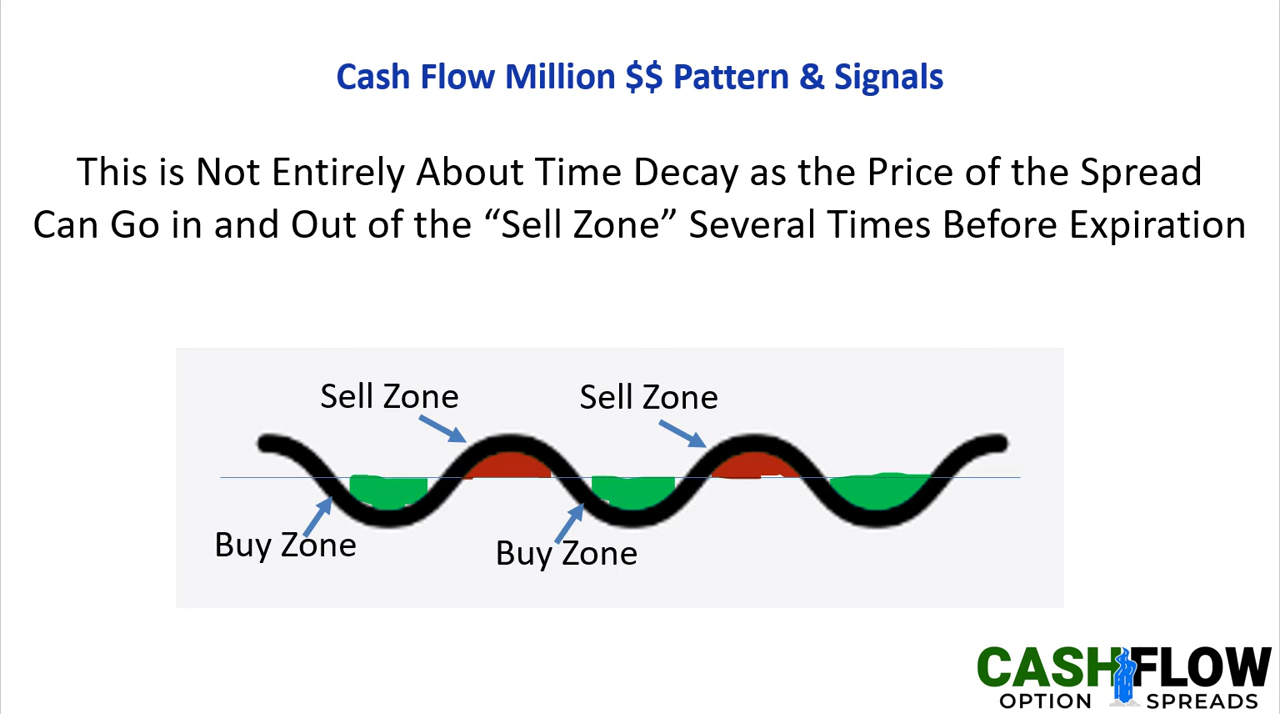 Cash Flow Million $$ Pattern & Signals
This is Not Entirely About Time Decay as the Price of the Spread
Can Go in and Out of the “Sell Zone” Several Times Before Expiration
Sell Zone
Sell Zone
Buy Zone
Buy Zone
CASH FLOW
OPTION SPREADS